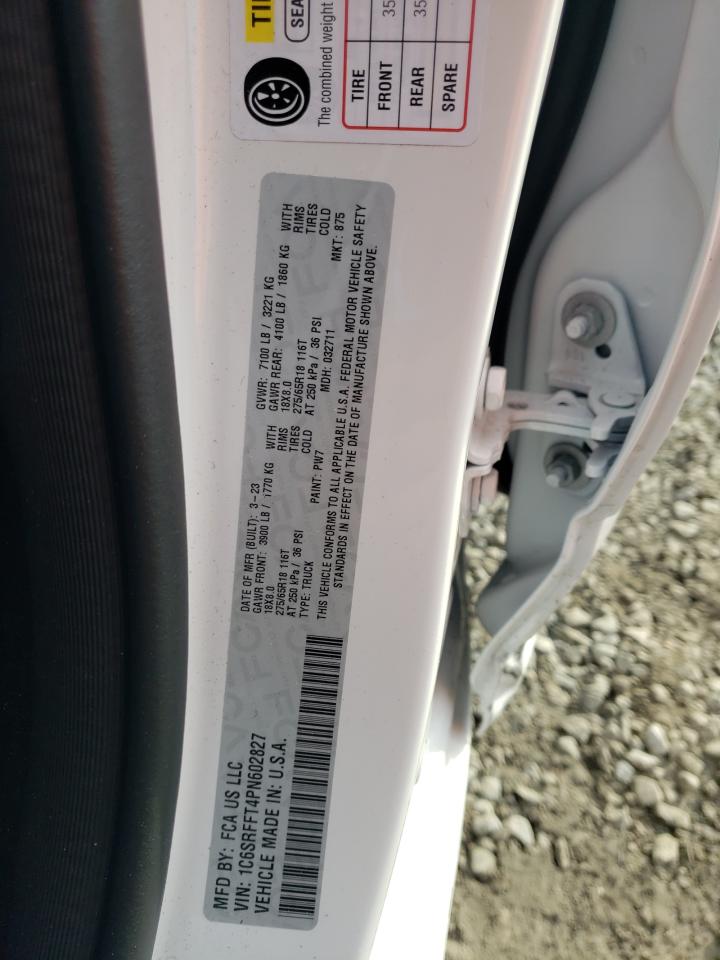 TI
SEA
The combined weight
TIRE
FRONT 35
REAR 35
SPARE
MFD BY: FCA US LLC
VIN: 1C6SRFFT4PN602827
VEHICLE MADE IN: U.S.A.
DATE OF MFR (BUILT): 3-23 GVWR: 7100 LB / 3221 KG
GAWR FRONT: 3900 LB / 1770 KG WITH GAWR REAR: 4100 LB / 1860 KG WITH
18X8.0 RIMS 18X8.0 RIMS
275/65R18 116T TIRES 275/65R18 116T TIRES
AT 250 kPa / 36 PSI COLD AT 250 kPa / 36 PSI COLD
TYPE: TRUCK PAINT: PW7 MDH: 032711 MKT: 875
THIS VEHICLE CONFORMS TO ALL APPLICABLE U.S.A. FEDERAL MOTOR VEHICLE SAFETY
STANDARDS IN EFFECT ON THE DATE OF MANUFACTURE SHOWN ABOVE.